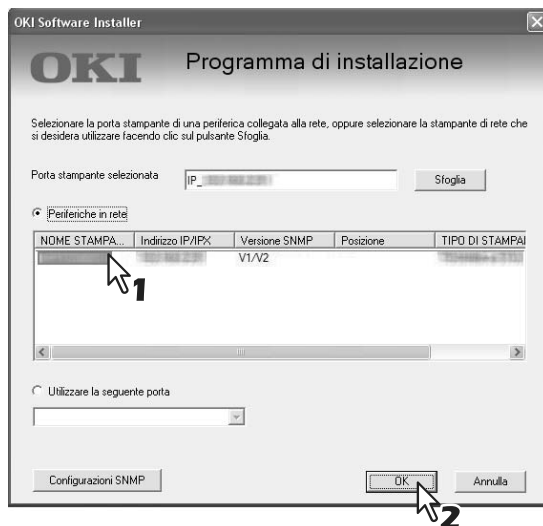 OKI Software Installer
OKI Programma di installazione
Selezionare la porta stampante di una periferica collegata alla rete, oppure selezionare la stampante di rete che
si desidera utilizzare facendo clic sul pulsante Sfoglia.
Porta stampante selezionata IP_ Sfoglia
Periferiche in rete
NOME STAMPA... Indirizzo IP/IPX Versione SNMP Posizione TIPO DI STAMPAI
V1/V2
1
Utilizzare la seguente porta
Configurazioni SNMP OK Annulla
2